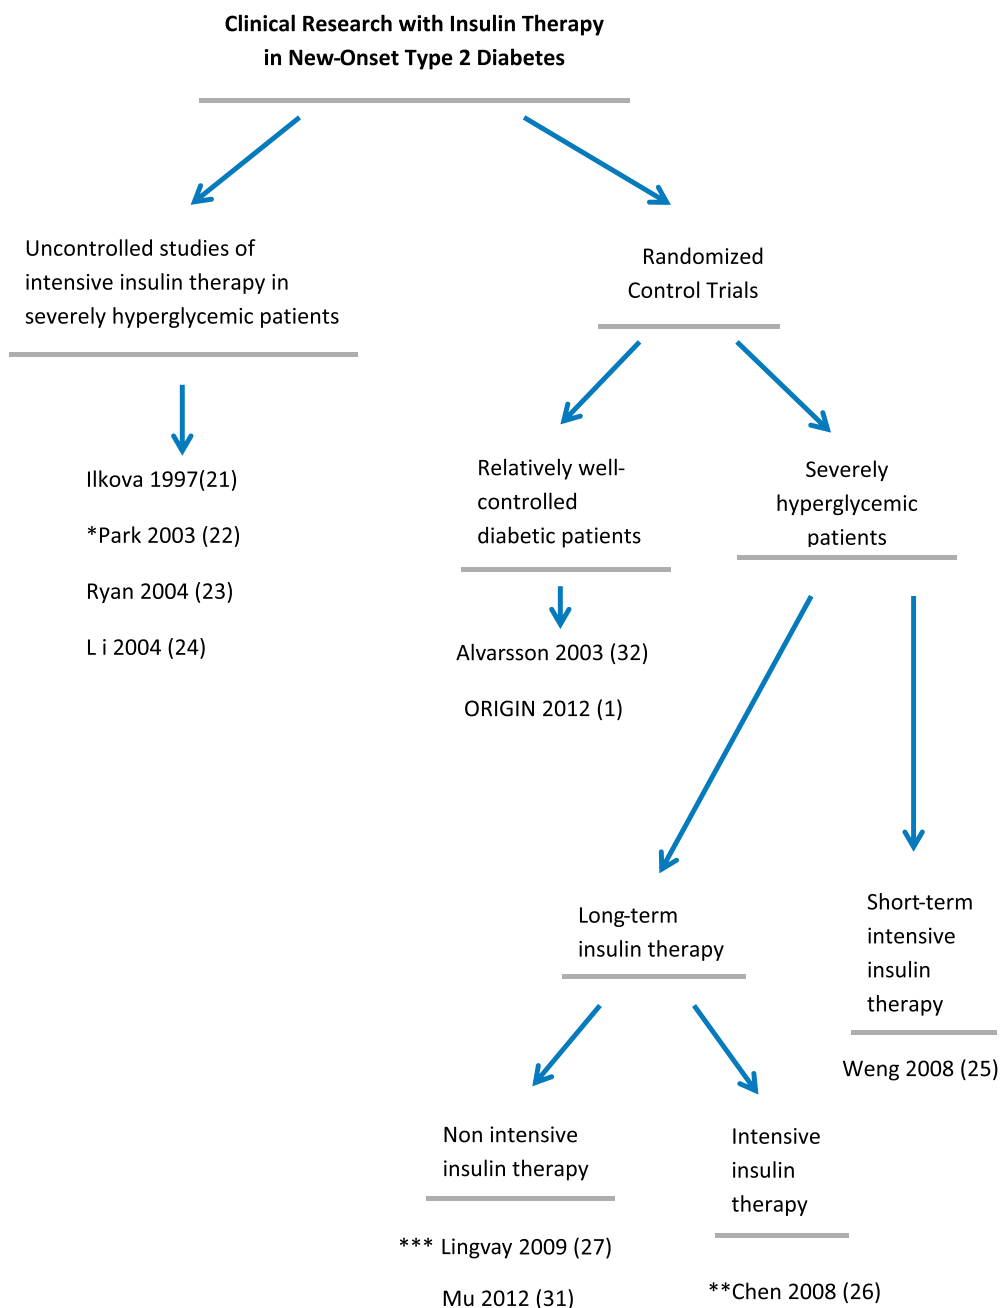 Clinical Research with Insulin Therapy
in New-Onset Type 2 Diabetes
Uncontrolled studies of
intensive insulin therapy in
severely hyperglycemic patients
Randomized
Control Trials
Ilkova 1997(21)
*Park 2003 (22)
Ryan 2004 (23)
L i 2004 (24)
Relatively well-
controlled
diabetic patients
Severely
hyperglycemic
patients
Alvarsson 2003 (32)
ORIGIN 2012 (1)
Long-term
insulin therapy
Short-term
intensive
insulin
therapy
Weng 2008 (25)
Non intensive
insulin therapy
Intensive
insulin
therapy
*** Lingvay 2009 (27)
Mu 2012 (31)
**Chen 2008 (26)